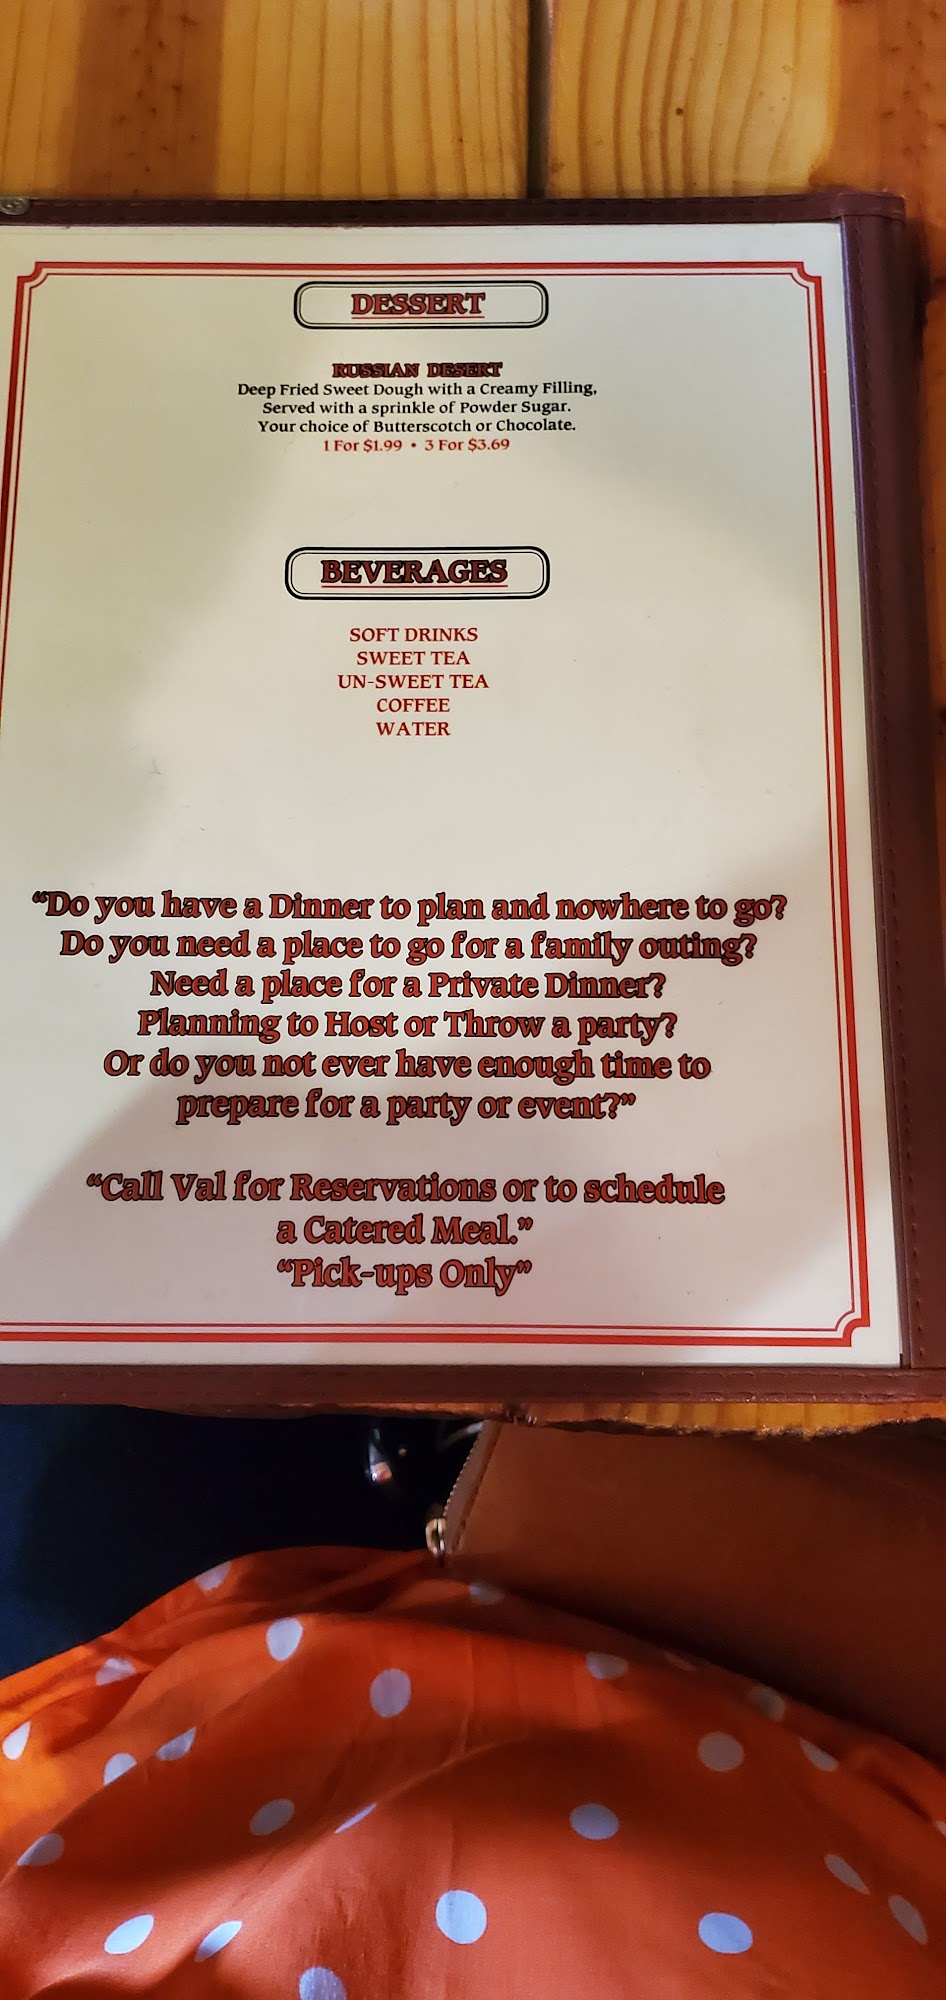 DESSERT
RUSSIAN DESERT
Deep Fried Sweet Dough with a Creamy Filling,
Served with a sprinkle of Powder Sugar.
Your choice of Butterscotch or Chocolate.
1 For $1.99 • 3 For $3.69
BEVERAGES
SOFT DRINKS
SWEET TEA
UN-SWEET TEA
COFFEE
WATER
“Do you have a Dinner to plan and nowhere to go?
Do you need a place to go for a family outing?
Need a place for a Private Dinner?
Planning to Host or Throw a party?
Or do you not ever have enough time to
prepare for a party or event?”
“Call Val for Reservations or to schedule
a Catered Meal.”
“Pick-ups Only”